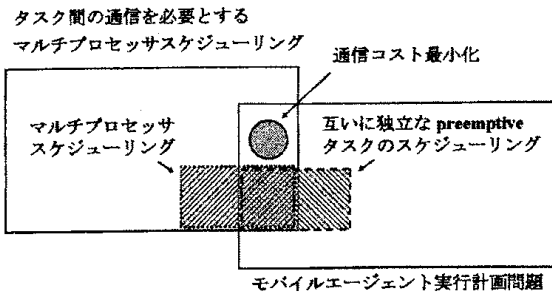 タスク間の通信を必要とする
マルチプロセッサスケジューリング
通信コスト最小化
マルチプロセッサ
スケジューリング
互いに独立な preemptive
タスクのスケジューリング
モバイルエージェント実行計画問題